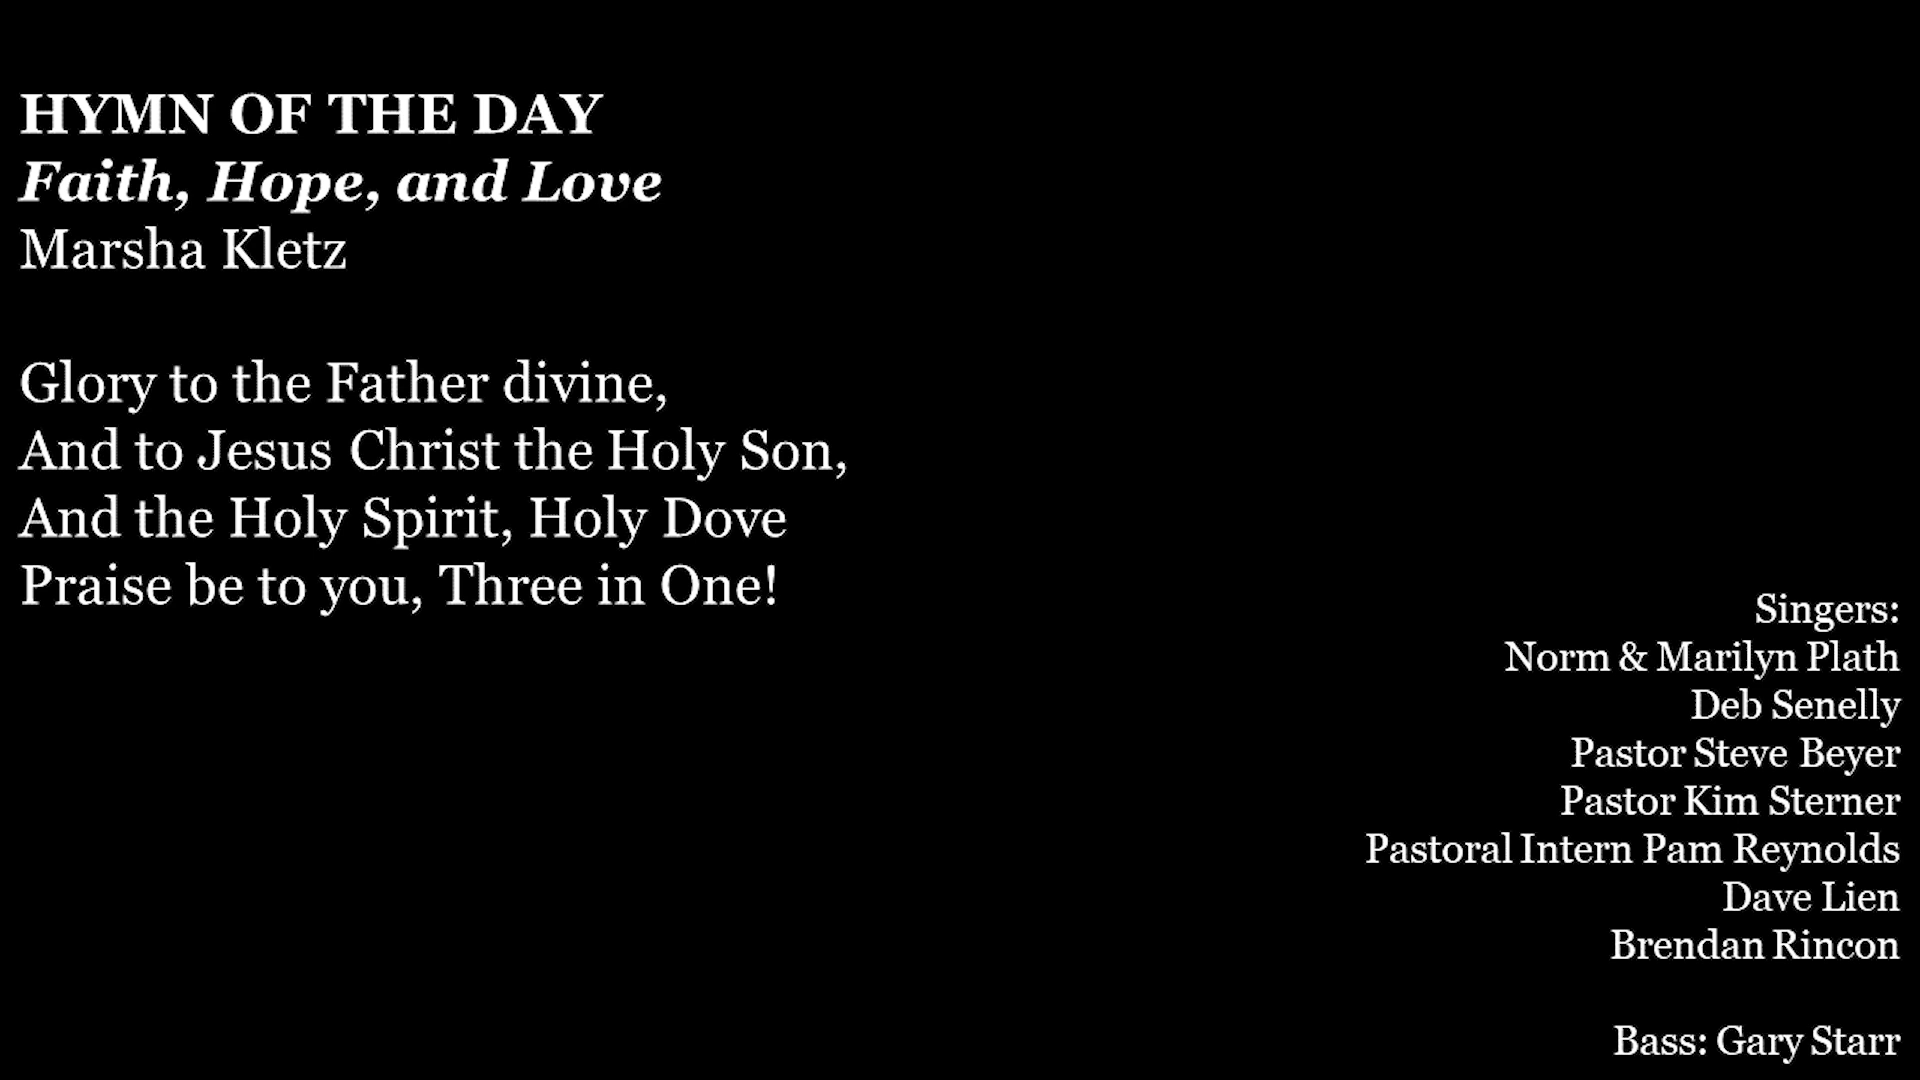 HYMN OF THE DAY
Faith, Hope, and Love
Marsha Kletz
Glory to the Father divine,
And to Jesus Christ the Holy Son,
And the Holy Spirit, Holy Dove
Praise be to you, Three in One!
Singers:
Norm & Marilyn Plath
Deb Senelly
Pastor Steve Beyer
Pastor Kim Sterner
Pastoral Intern Pam Reynolds
Dave Lien
Brendan Rincon
Bass: Gary Starr